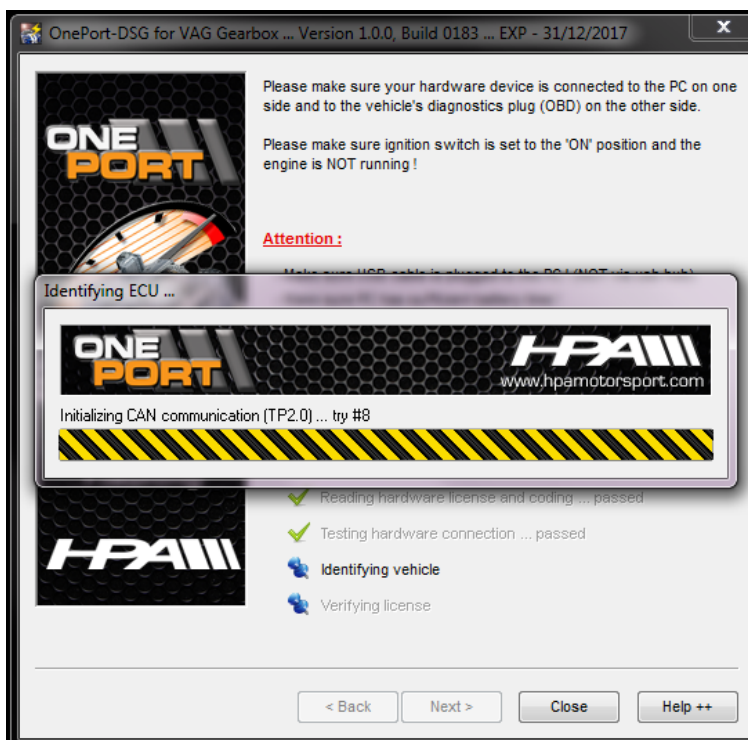 OnePort-DSG for VAG Gearbox ... Version 1.0.0, Build 0183 ... EXP - 31/12/2017
x
ONE
PORT
Please make sure your hardware device is connected to the PC on one
side and to the vehicle's diagnostics plug (OBD) on the other side.
Please make sure ignition switch is set to the 'ON' position and the
engine is NOT running !
Attention :
Identifying ECU ...
ONE
PORT
HPA
www.hpamotorsport.com
Initializing CAN communication (TP2.0) ... try #8
Reading hardware license and coding ... passed
Testing hardware connection ... passed
HPA
Identifying vehicle
Verifying license
< Back
Next >
Close
Help ++